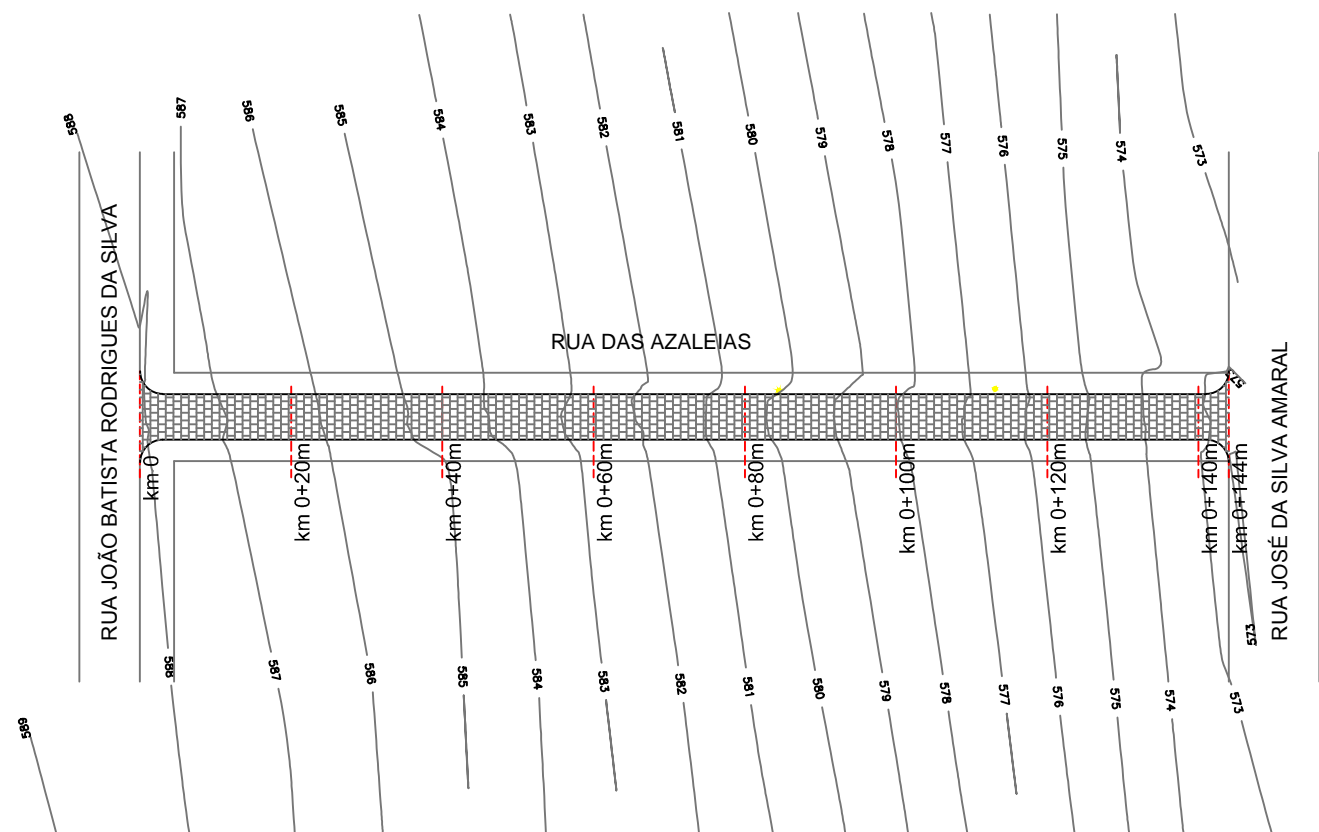 587
586
585
584
583
582
581
580
579
578
577
576
575
574
573
588
RUA JOÃO BATISTA RODRIGUES DA SILVA
RUA DAS AZALEIAS
573
RUA JOSÉ DA SILVA AMARAL
km 0
km 0+20m
km 0+40m
km 0+60m
km 0+80m
km 0+100m
km 0+120m
km 0+140m
km 0+144m
573
588
587
586
585
584
583
582
581
580
579
578
577
576
575
574
573
589